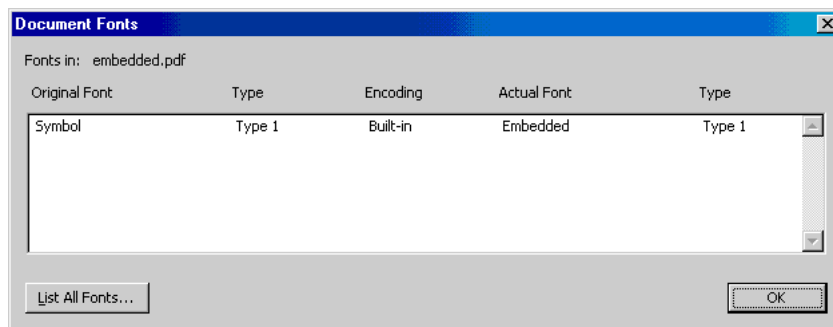 Document Fonts
Fonts in: embedded.pdf
Original Font Type Encoding Actual Font Type
Symbol Type 1 Built-in Embedded Type 1
List All Fonts... OK